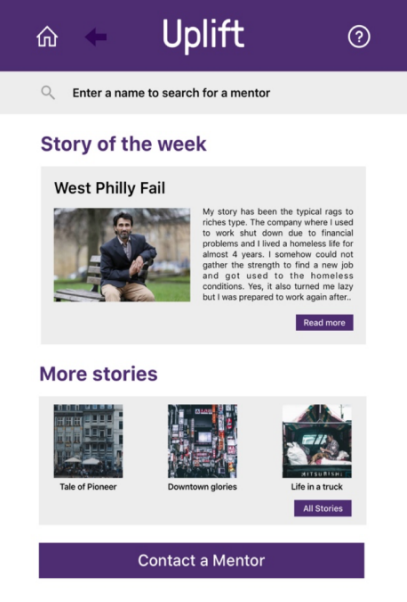 Uplift
Enter a name to search for a mentor
Story of the week
West Philly Fail
My story has been the typical rags to
riches type. The company where I used
to work shut down due to financial
problems and I lived a homeless life for
almost 4 years. I somehow could not
gather the strength to find a new job
and got used to the homeless
conditions. Yes, it also turned me lazy
but I was prepared to work again after..
Read more
More stories
MITSUBISHI
Tale of Pioneer
Downtown glories
Life in a truck
All Stories
Contact a Mentor